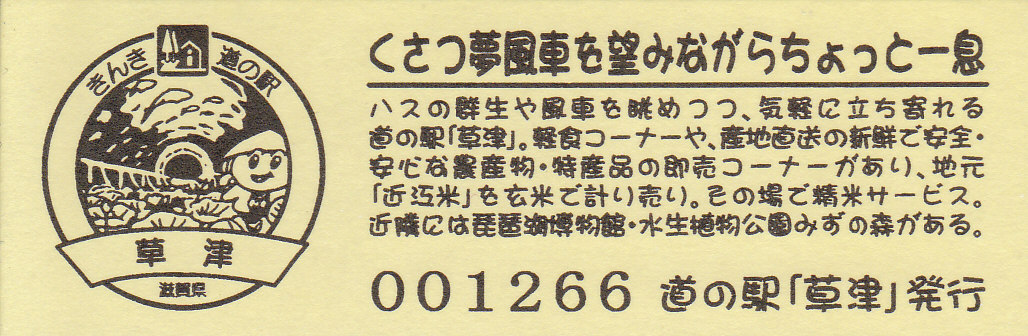 きんき 道の駅
草津
滋賀県
くさつ夢風車を望みながらちょっと一息
ハスの群生や風車を眺めつつ、気軽に立ち寄れる
道の駅「草津」。軽食コーナーや、産地直送の新鮮で安全・
安心な農産物・特産品の即売コーナーがあり、地元
「近江米」を玄米で計り売り。その場で精米サービス。
近隣には琵琶湖博物館・水生植物公園みずの森がある。
001266 道の駅「草津」発行